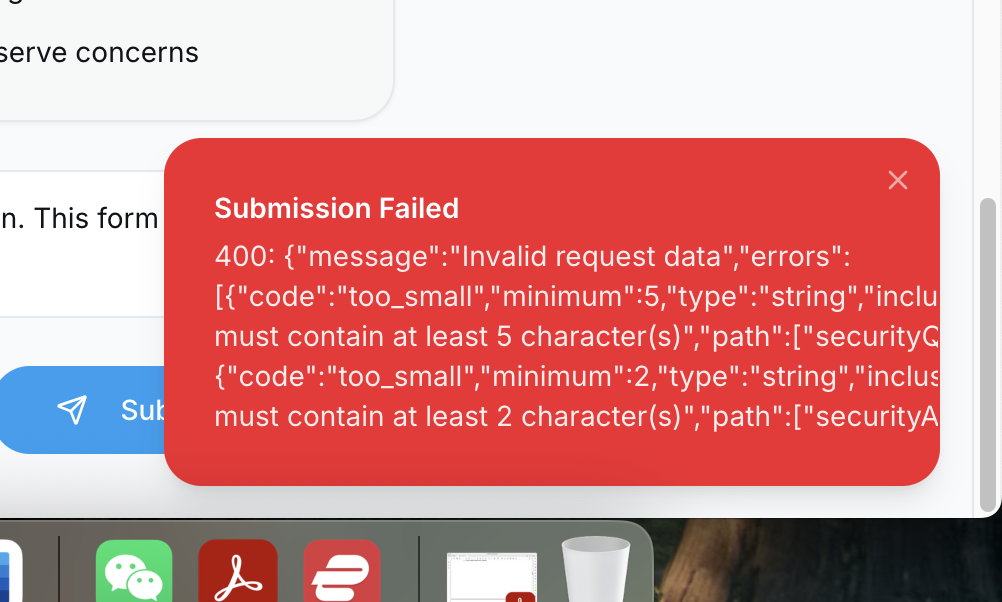 serve concerns
n. This form
Submission Failed
400: {"message":"Invalid request data","errors":
[{"code":"too_small","minimum":5,"type":"string","inclu
must contain at least 5 character(s)","path":["securityQ
{"code":"too_small","minimum":2,"type":"string","inclus
must contain at least 2 character(s)","path":["securityA
Sub